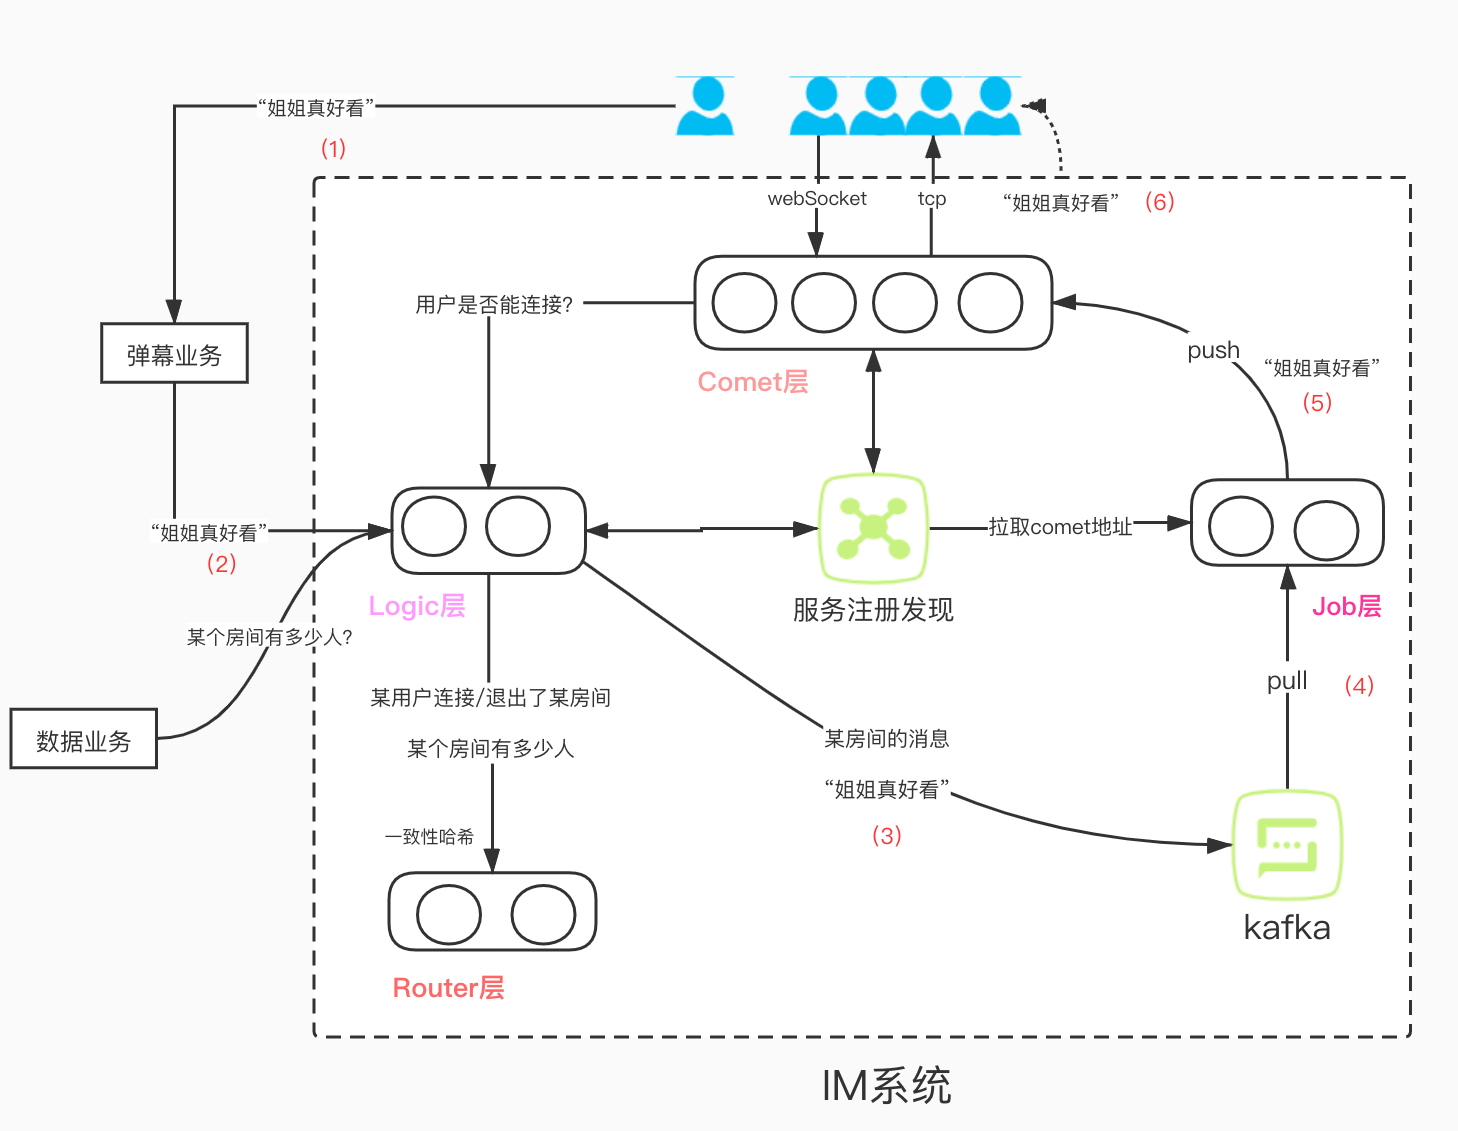 “姐姐真好看”
(1)
webSocket
tcp
“姐姐真好看”
(6)
用户是否能连接?
弹幕业务
Comet层
push
“姐姐真好看”
(5)
“姐姐真好看”
(2)
拉取comet地址
Logic层
服务注册发现
Job层
某个房间有多少人?
数据业务
某用户连接/退出了某房间
某个房间有多少人
pull
(4)
某房间的消息
“姐姐真好看”
(3)
一致性哈希
kafka
Router层
IM系统